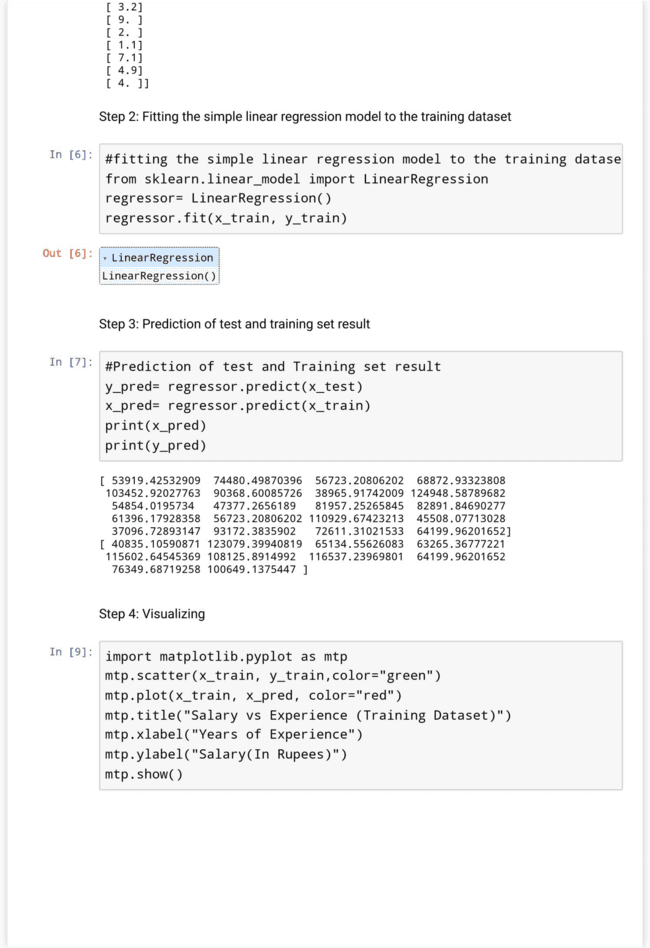 [ 3.2]
[ 9. ]
[ 2. ]
[ 1.1]
[ 7.1]
[ 4.9]
[ 4. ]]
Step 2: Fitting the simple linear regression model to the training dataset
In [6]:
#fitting the simple linear regression model to the training datase
from sklearn.linear_model import LinearRegression
regressor= LinearRegression()
regressor.fit(x_train, y_train)
Out [6]:
▾ LinearRegression
LinearRegression()
Step 3: Prediction of test and training set result
In [7]:
#Prediction of test and Training set result
y_pred= regressor.predict(x_test)
x_pred= regressor.predict(x_train)
print(x_pred)
print(y_pred)
[ 53919.42532909 74480.49870396 56723.20806202 68872.93323808
103452.92027763 90368.60085726 38965.91742009 124948.58789682
54854.0195734 47377.2656189 81957.25265845 82891.84690277
61396.17928358 56723.20806202 110929.67423213 45508.07713028
37096.72893147 93172.3835902 72611.31021533 64199.96201652]
[ 40835.10590871 123079.39940819 65134.55626083 63265.36777221
115602.64545369 108125.8914992 116537.23969801 64199.96201652
76349.68719258 100649.1375447 ]
Step 4: Visualizing
In [9]:
import matplotlib.pyplot as mtp
mtp.scatter(x_train, y_train,color="green")
mtp.plot(x_train, x_pred, color="red")
mtp.title("Salary vs Experience (Training Dataset)")
mtp.xlabel("Years of Experience")
mtp.ylabel("Salary(In Rupees)")
mtp.show()